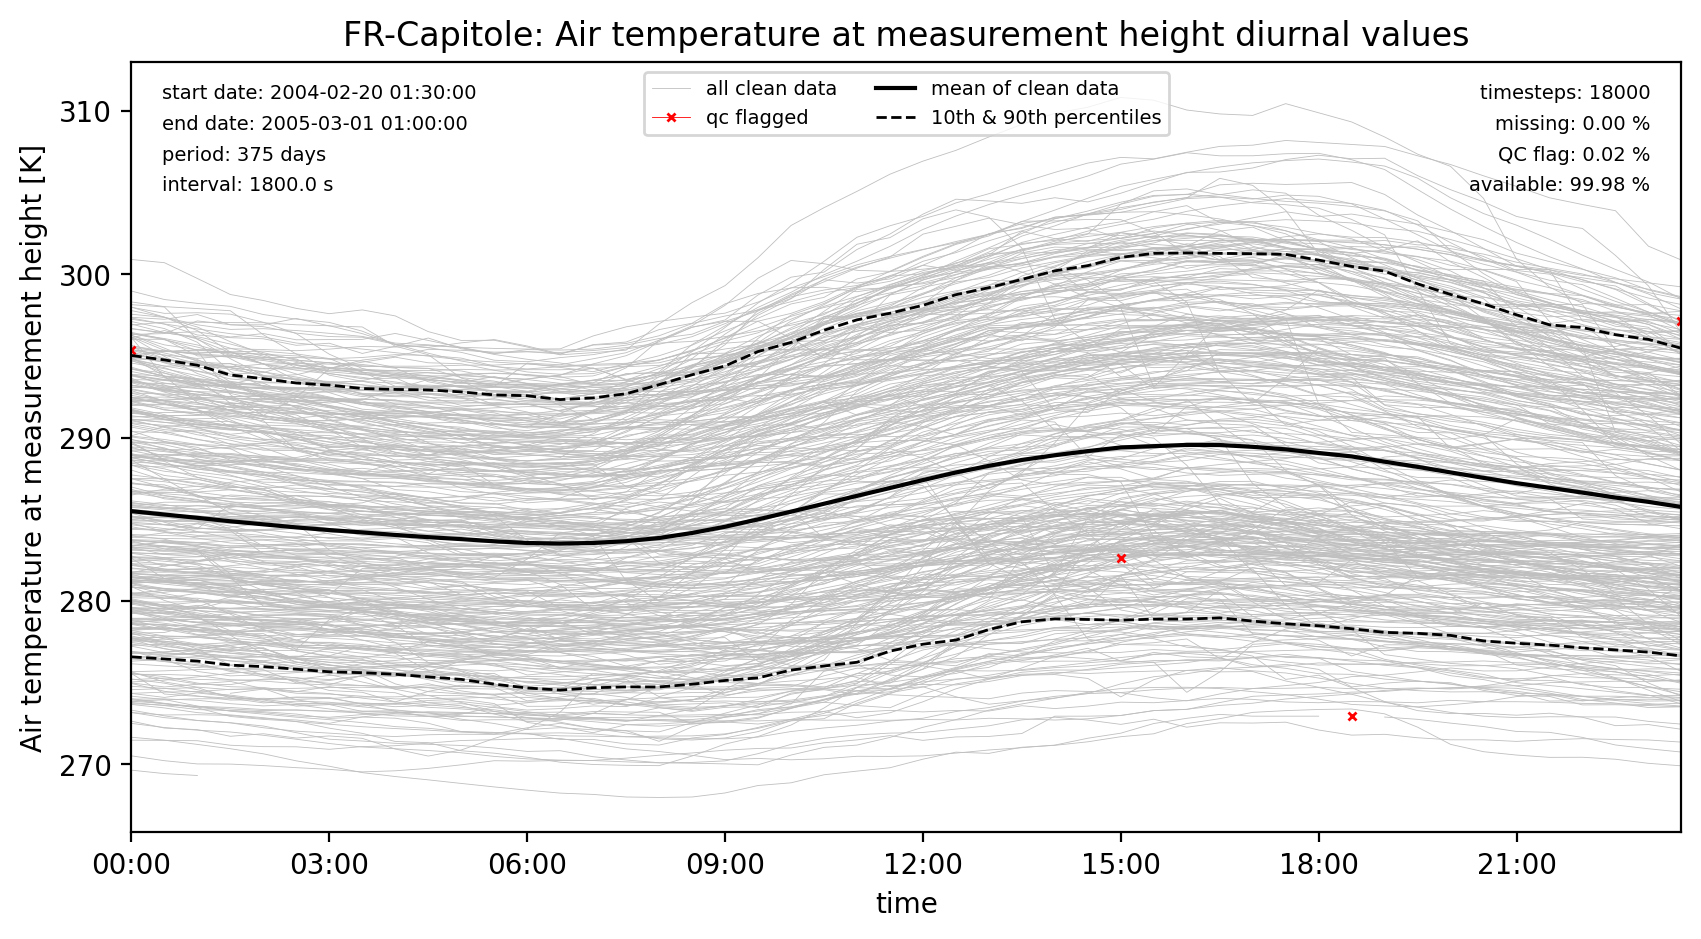 FR-Capitole: Air temperature at measurement height diurnal values
start date: 2004-02-20 01:30:00
end date: 2005-03-01 01:00:00
period: 375 days
interval: 1800.0 s
all clean data
qc flagged
mean of clean data
10th & 90th percentiles
timesteps: 18000
missing: 0.00 %
QC flag: 0.02 %
available: 99.98 %
Air temperature at measurement height [K]
310
300
290
280
270
00:00 03:00 06:00 09:00 12:00 15:00 18:00 21:00
time